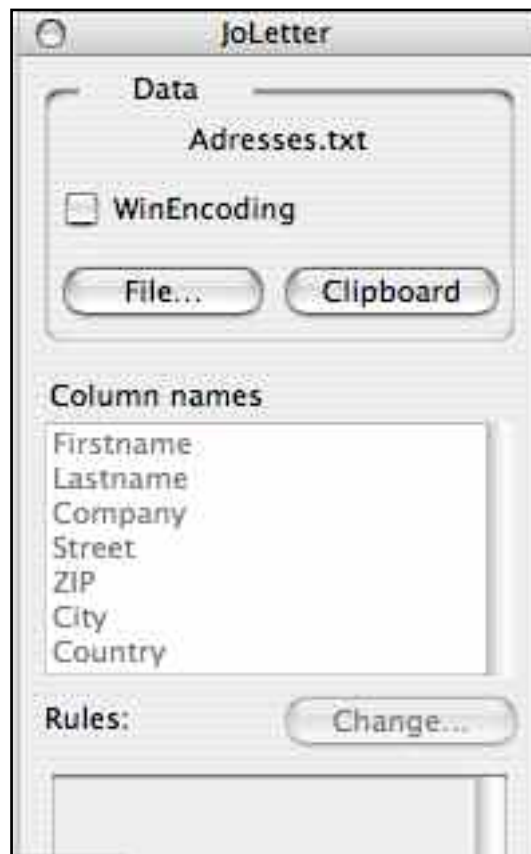 JoLetter
Data
Adresses.txt
WinEncoding
File... Clipboard
Column names
Firstname
Lastname
Company
Street
ZIP
City
Country
Rules: Change...